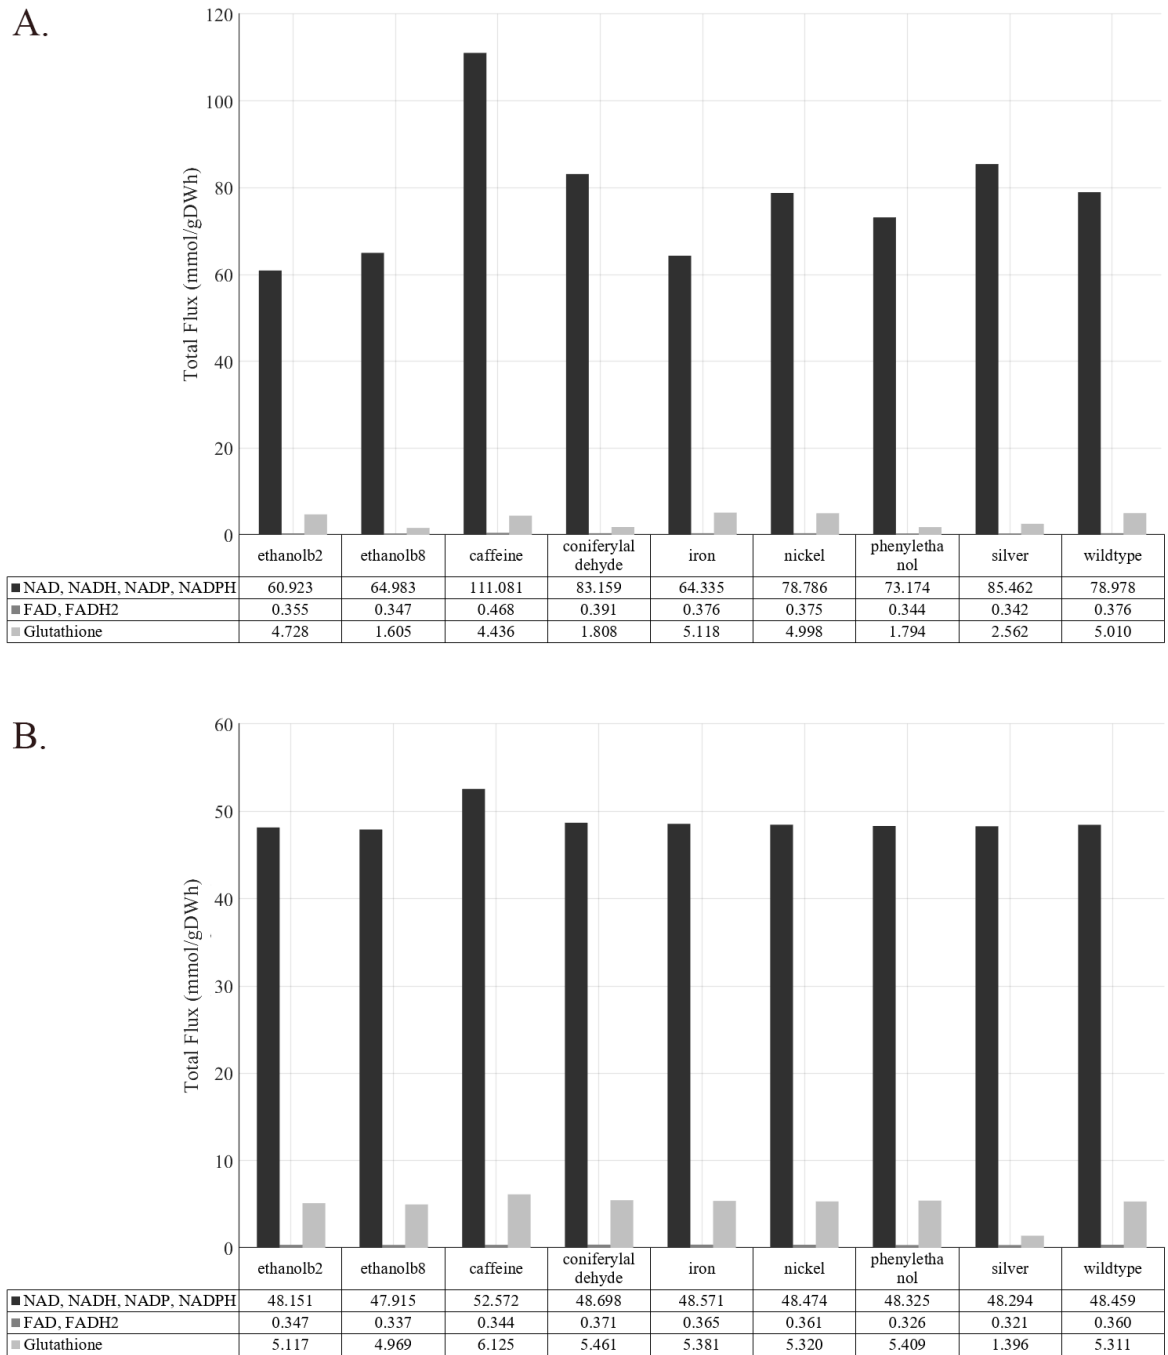 A.
120
100
80
60
40
20
0
Total Flux (mmol/gDWh)
ethanolb2 ethanolb8 caffeine coniferylal dehyde iron nickel phenyletha nol silver wildtype
NAD, NADH, NADP, NADPH 60.923 64.983 111.081 83.159 64.335 78.786 73.174 85.462 78.978
FAD, FADH2 0.355 0.347 0.468 0.391 0.376 0.375 0.344 0.342 0.376
Glutathione 4.728 1.605 4.436 1.808 5.118 4.998 1.794 2.562 5.010
B.
60
50
40
30
20
10
0
Total Flux (mmol/gDWh)
ethanolb2 ethanolb8 caffeine coniferylal dehyde iron nickel phenyletha nol silver wildtype
NAD, NADH, NADP, NADPH 48.151 47.915 52.572 48.698 48.571 48.474 48.325 48.294 48.459
FAD, FADH2 0.347 0.337 0.344 0.371 0.365 0.361 0.326 0.321 0.360
Glutathione 5.117 4.969 6.125 5.461 5.381 5.320 5.409 1.396 5.311